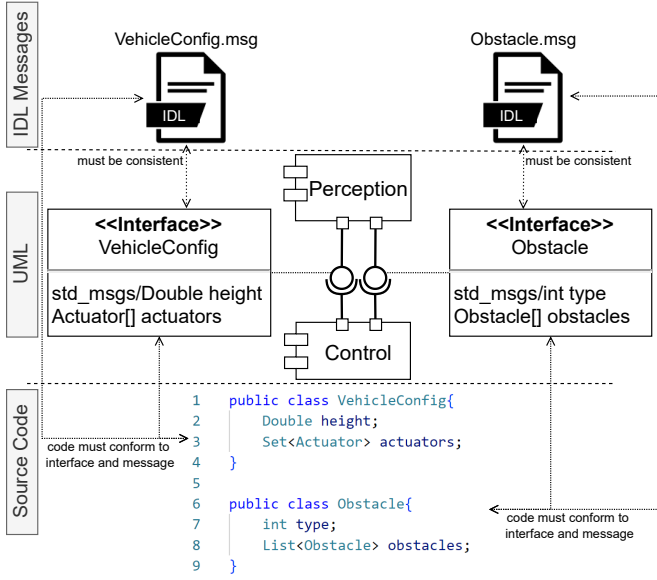 IDL Messages
VehicleConfig.msg
Obstacle.msg
IDL
IDL
must be consistent
must be consistent
UML
<<Interface>>
VehicleConfig
std_msgs/Double height
Actuator[] actuators
Perception
Control
<<Interface>>
Obstacle
std_msgs/int type
Obstacle[] obstacles
Source Code
code must conform to
interface and message
1 public class VehicleConfig{
2 Double height;
3 Set<Actuator> actuators;
4 }
5
6 public class Obstacle{
7 int type;
8 List<Obstacle> obstacles;
9 }
code must conform to
interface and message